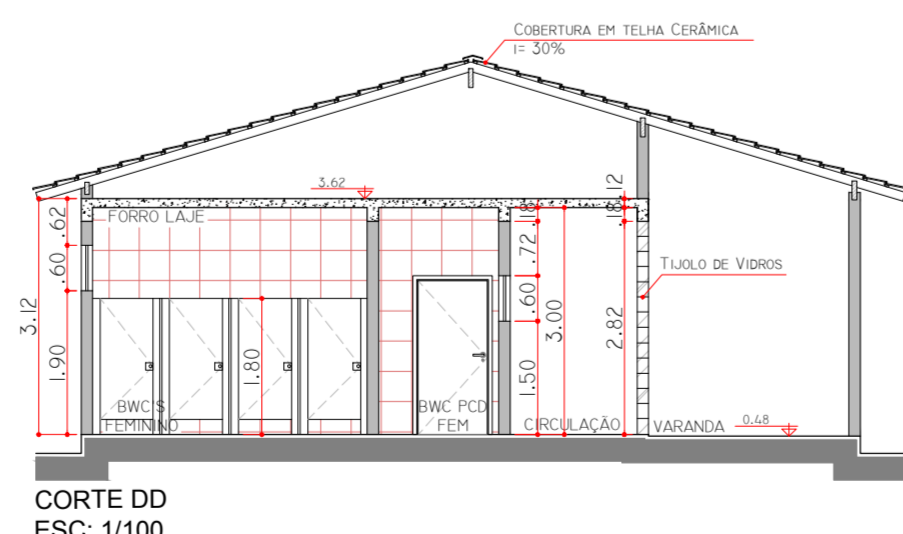 COBERTURA EM TELHA CERÂMICA
I= 30%
3.62
.12
.18
.18
.62
FORRO LAJE
.72
.60
TIJOLO DE VIDROS
3.12
.60
3.00
2.82
1.90
1.80
1.50
BWC'S
FEMININO
BWC PCD
FEM
CIRCULAÇÃO
VARANDA
0.48
CORTE DD
ESC: 1/100